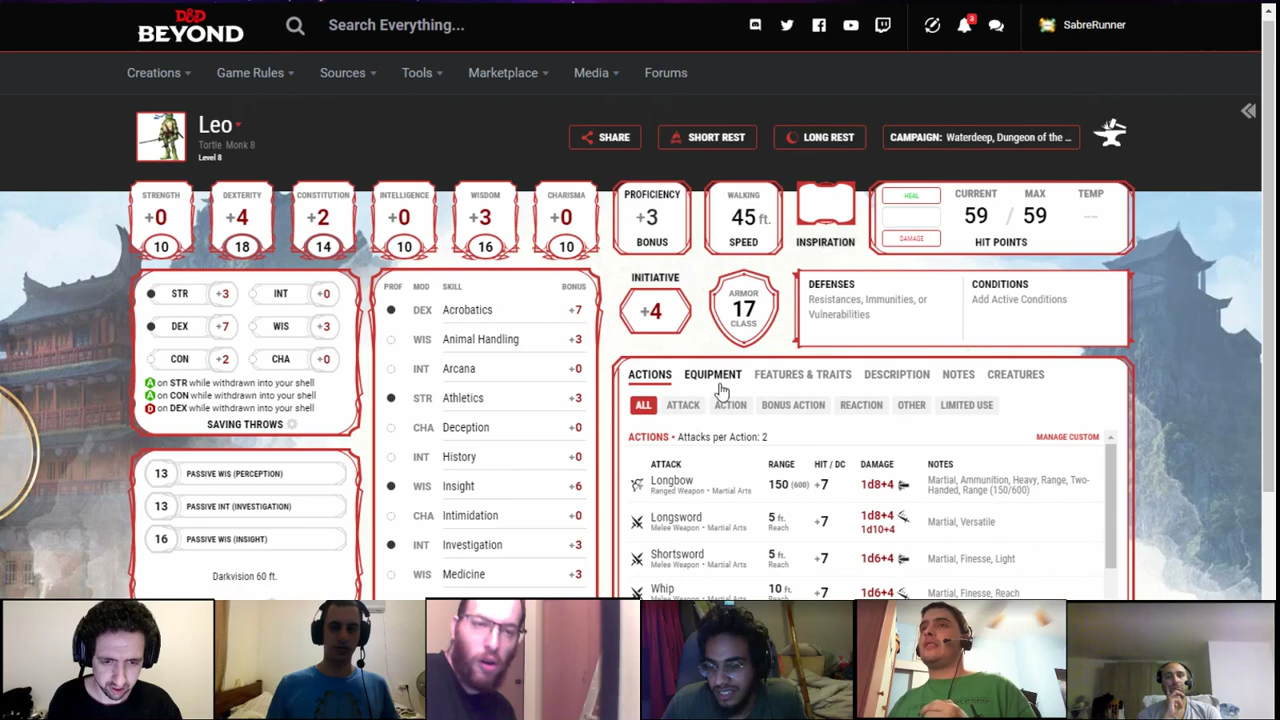 D&D
BEYOND
Search Everything...
3
SabreRunner
Creations
Game Rules
Sources
Tools
Marketplace
Media
Forums
Leo
Tortle Monk 8
Level 8
SHARE
SHORT REST
LONG REST
CAMPAIGN: Waterdeep, Dungeon of the ...
STRENGTH
+0
10
DEXTERITY
+4
18
CONSTITUTION
+2
14
INTELLIGENCE
+0
10
WISDOM
+3
16
CHARISMA
+0
10
PROFICIENCY
+3
BONUS
WALKING
45 ft.
SPEED
INSPIRATION
HEAL
DAMAGE
CURRENT
59
/
MAX
59
TEMP
--
HIT POINTS
STR +3
INT +0
DEX +7
WIS +3
CON +2
CHA +0
A on STR while withdrawn into your shell
A on CON while withdrawn into your shell
D on DEX while withdrawn into your shell
SAVING THROWS
13 PASSIVE WIS (PERCEPTION)
13 PASSIVE INT (INVESTIGATION)
16 PASSIVE WIS (INSIGHT)
Darkvision 60 ft.
PROF MOD SKILL BONUS
DEX Acrobatics +7
WIS Animal Handling +3
INT Arcana +0
STR Athletics +3
CHA Deception +0
INT History +0
WIS Insight +6
CHA Intimidation +0
INT Investigation +3
WIS Medicine +3
INITIATIVE
+4
ARMOR
17
CLASS
DEFENSES
Resistances, Immunities, or
Vulnerabilities
CONDITIONS
Add Active Conditions
ACTIONS EQUIPMENT FEATURES & TRAITS DESCRIPTION NOTES CREATURES
ALL ATTACK ACTION BONUS ACTION REACTION OTHER LIMITED USE
ACTIONS • Attacks per Action: 2
MANAGE CUSTOM
ATTACK RANGE HIT / DC DAMAGE NOTES
Longbow
Ranged Weapon • Martial Arts
150 (600) +7 1d8+4
Martial, Ammunition, Heavy, Range, Two-
Handed, Range (150/600)
Longsword
Melee Weapon • Martial Arts
5 ft.
Reach
+7
1d8+4
1d10+4
Martial, Versatile
Shortsword
Melee Weapon • Martial Arts
5 ft.
Reach
+7 1d6+4
Martial, Finesse, Light
Whip
Melee Weapon • Martial Arts
10 ft.
Reach
+7 1d6+4
Martial, Finesse, Reach